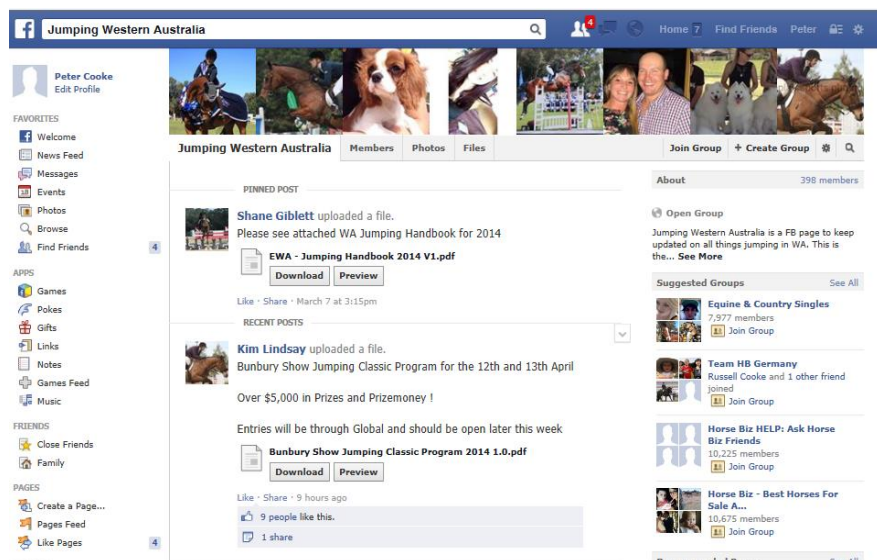 Jumping Western Australia
4
Home 7 Find Friends Peter
Peter Cooke
Edit Profile
FAVORITES
Welcome
News Feed
Messages
Events
Photos
Browse
Find Friends 4
APPS
Games
Pokes
Gifts
Links
Notes
Games Feed
Music
FRIENDS
Close Friends
Family
PAGES
Create a Page...
Pages Feed
Like Pages 4
Jumping Western Australia Members Photos Files Join Group + Create Group
PINNED POST
Shane Giblett uploaded a file.
Please see attached WA Jumping Handbook for 2014
EWA - Jumping Handbook 2014 V1.pdf
Download Preview
Like · Share · March 7 at 3:15pm
RECENT POSTS
Kim Lindsay uploaded a file.
Bunbury Show Jumping Classic Program for the 12th and 13th April
Over $5,000 in Prizes and Prizemoney !
Entries will be through Global and should be open later this week
Bunbury Show Jumping Classic Program 2014 1.0.pdf
Download Preview
Like · Share · 9 hours ago
9 people like this.
1 share
About 398 members
Open Group
Jumping Western Australia is a FB page to keep
updated on all things jumping in WA. This is
the... See More
Suggested Groups See All
Equine & Country Singles
7,977 members
Join Group
Team HB Germany
Russell Cooke and 1 other friend
joined
Join Group
Horse Biz HELP: Ask Horse
Biz Friends
10,225 members
Join Group
Horse Biz - Best Horses For
Sale A...
10,675 members
Join Group